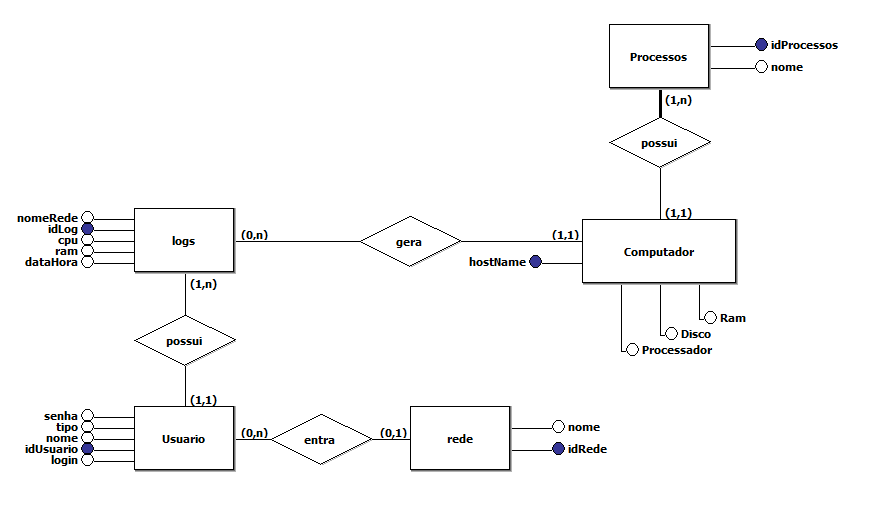 Processos
idProcessos
nome
(1,n)
possui
(1,1)
nomeRede
idLog
cpu
ram
dataHora
logs
(0,n)
gera
(1,1)
Computador
hostName
Ram
Disco
Processador
(1,n)
possui
(1,1)
senha
tipo
nome
idUsuario
login
Usuario
(0,n)
entra
(0,1)
rede
nome
idRede